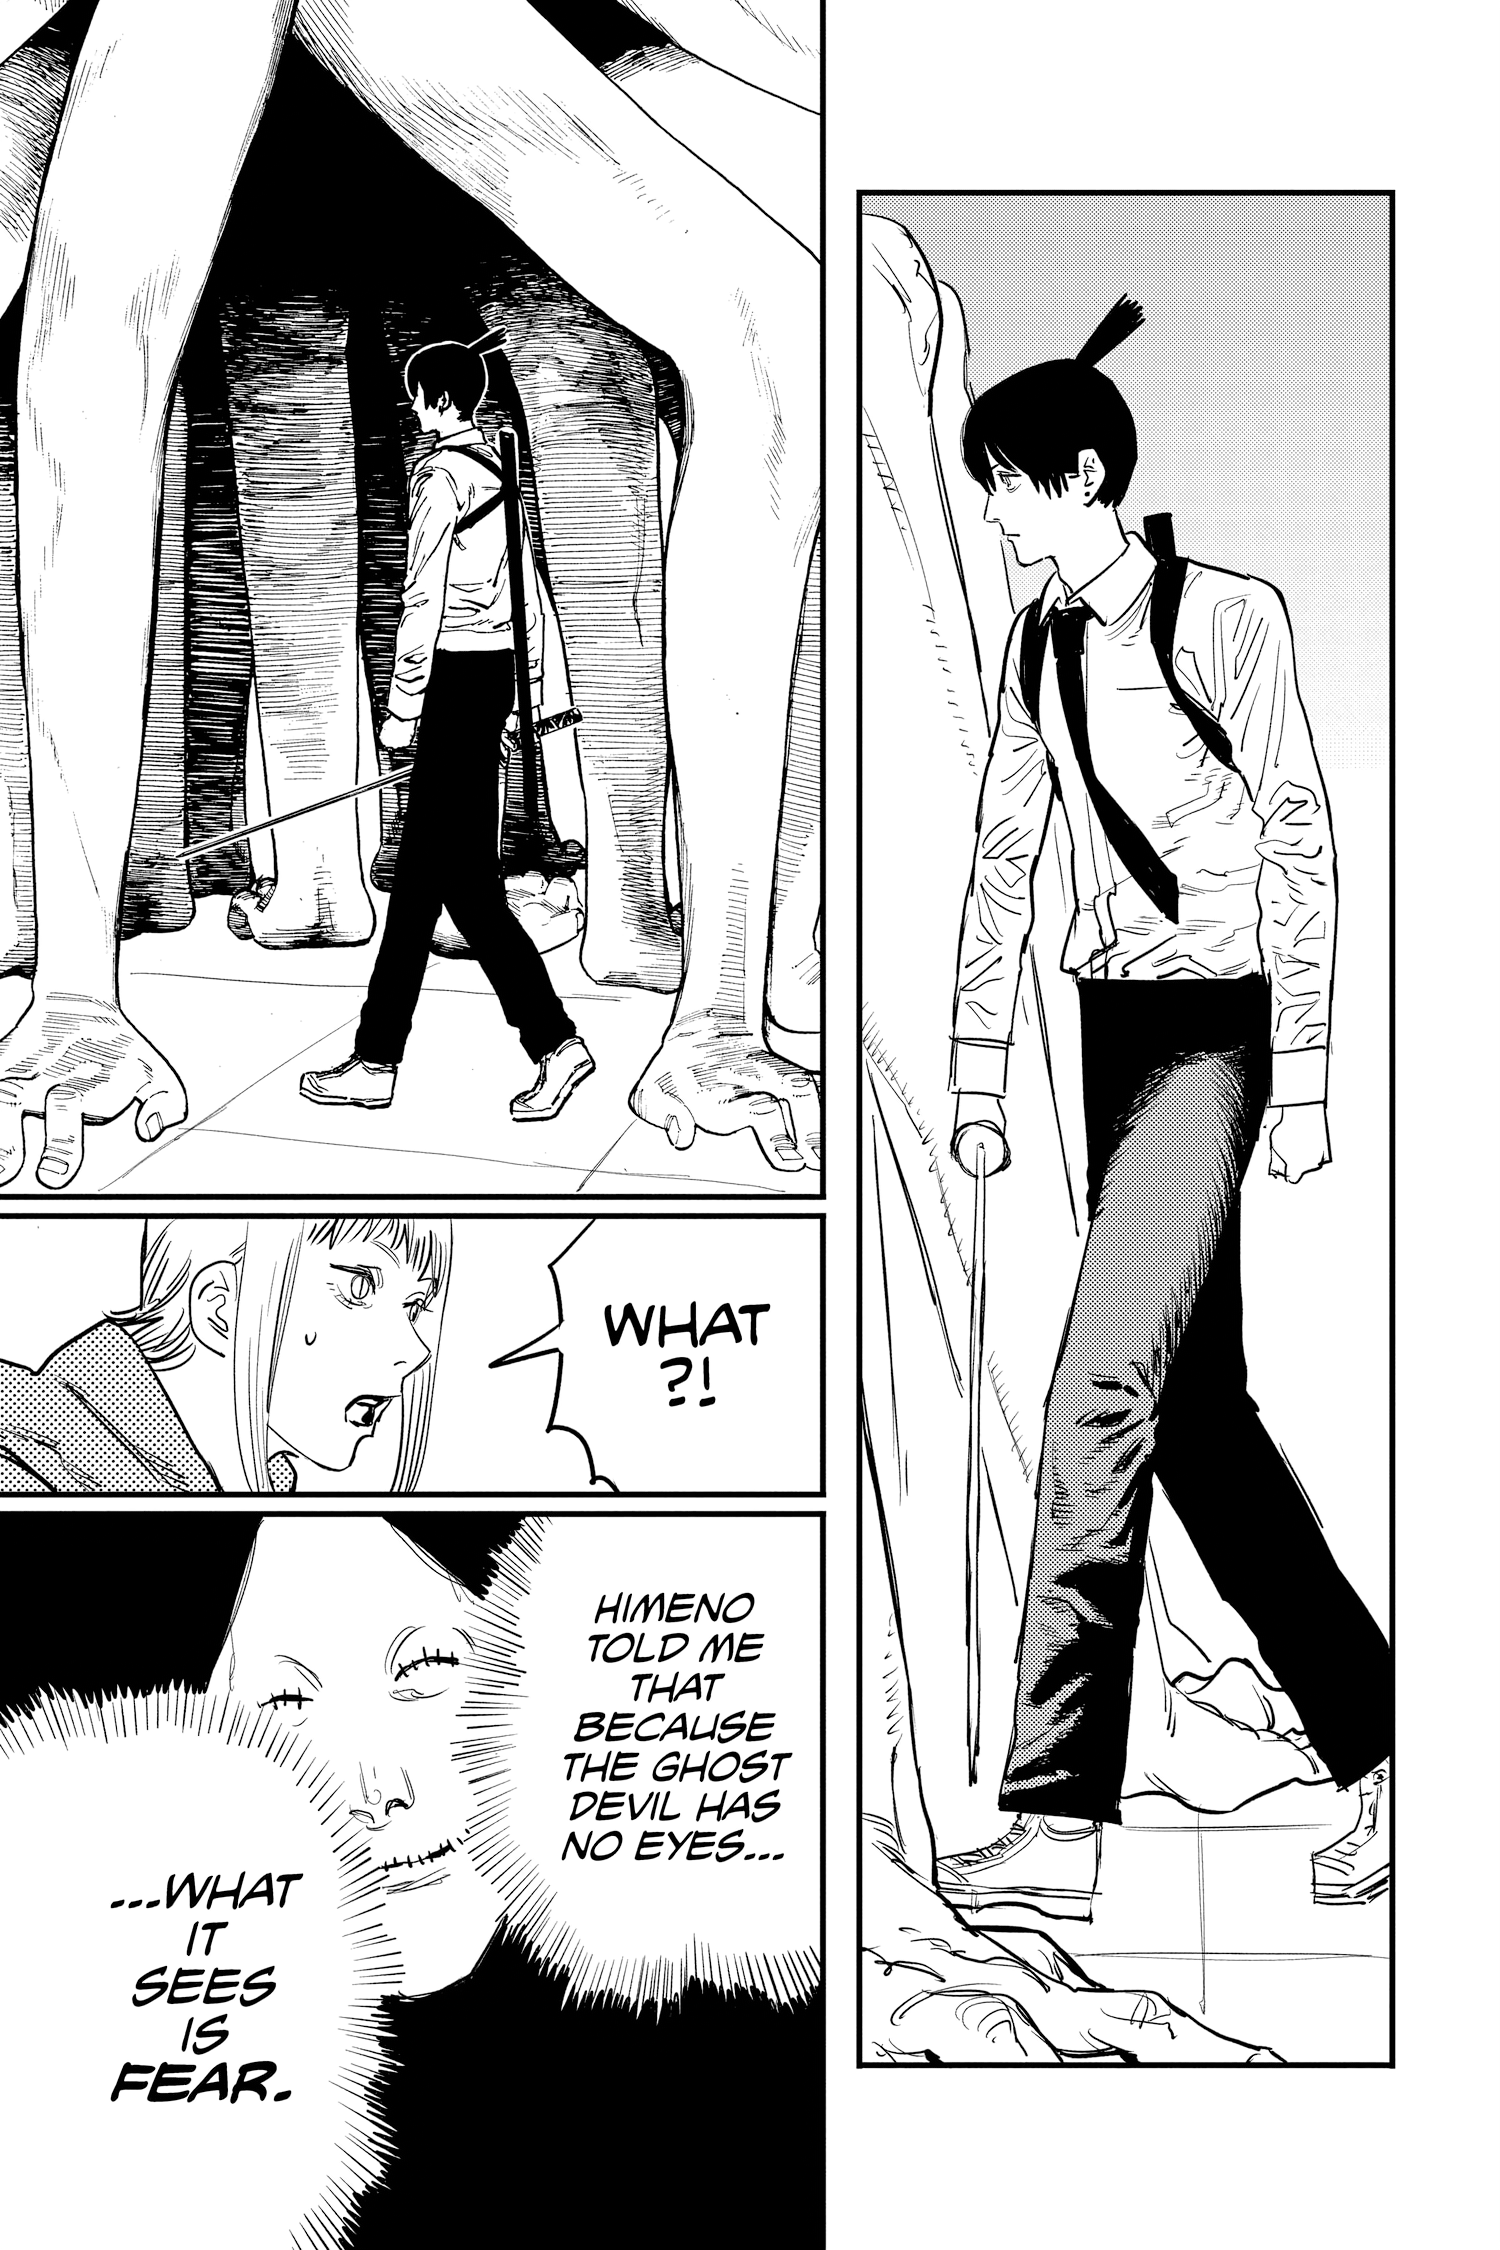 WHAT
?!
HIMENO
TOLD ME
THAT
BECAUSE
THE GHOST
DEVIL HAS
NO EYES...
...WHAT
IT
SEES
IS
FEAR.